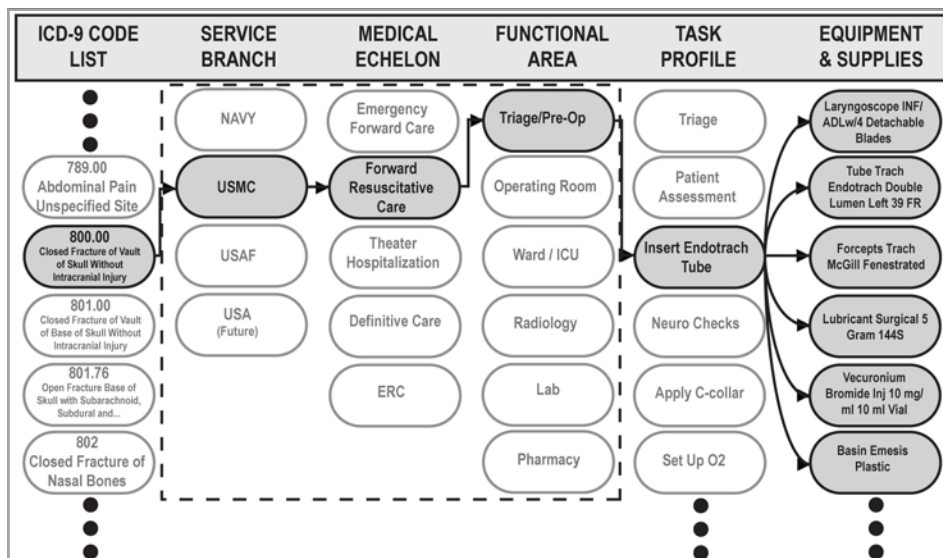 ICD-9 CODE
LIST
SERVICE
BRANCH
MEDICAL
ECHELON
FUNCTIONAL
AREA
TASK
PROFILE
EQUIPMENT
& SUPPLIES
789.00
Abdominal Pain
Unspecified Site
800.00
Closed Fracture of Vault
of Skull Without
Intracranial Injury
801.00
Closed Fracture of Vault
of Base of Skull Without
Intracranial Injury
801.76
Open Fracture Base of
Skull with Subarachnoid,
Subdural and...
802
Closed Fracture of
Nasal Bones
NAVY
USMC
USAF
USA
(Future)
Emergency
Forward Care
Forward
Resuscitative
Care
Theater
Hospitalization
Definitive Care
ERC
Triage/Pre-Op
Operating Room
Ward / ICU
Radiology
Lab
Pharmacy
Triage
Patient
Assessment
Insert Endotrach
Tube
Neuro Checks
Apply C-collar
Set Up O2
Laryngoscope INF/
ADLw/4 Detachable
Blades
Tube Trach
Endotrach Double
Lumen Left 39 FR
Forcepts Trach
McGill Fenestrated
Lubricant Surgical 5
Gram 144S
Vecuronium
Bromide Inj 10 mg/
ml 10 ml Vial
Basin Emesis
Plastic